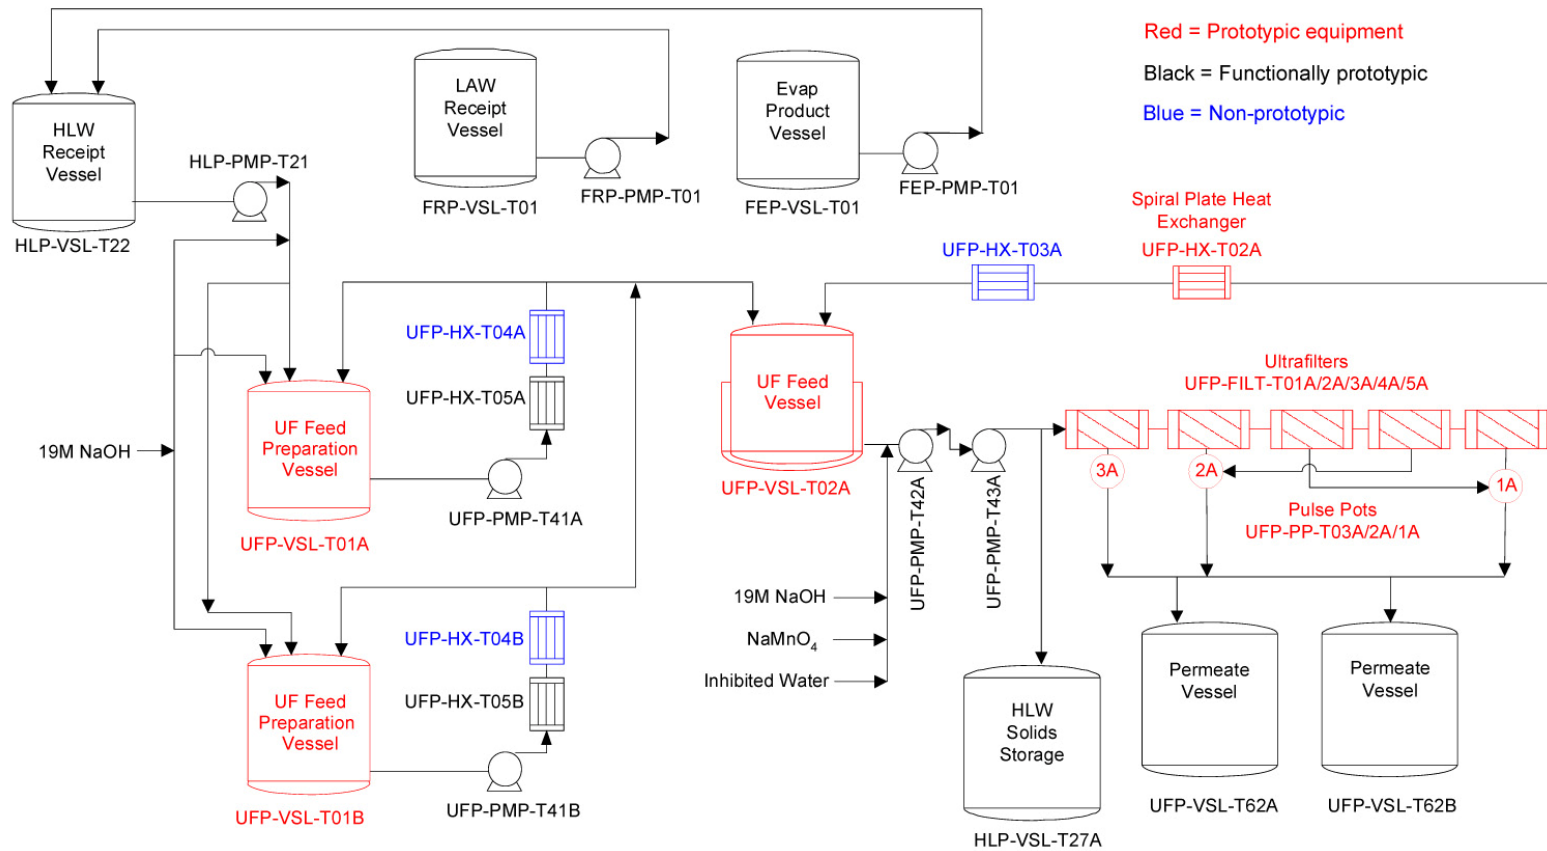 Red = Prototypic equipment
Black = Functionally prototypic
Blue = Non-prototypic
HLW
Receipt
Vessel
HLP-VSL-T22
HLP-PMP-T21
LAW
Receipt
Vessel
FRP-VSL-T01
FRP-PMP-T01
Evap
Product
Vessel
FEP-VSL-T01
FEP-PMP-T01
Spiral Plate Heat
Exchanger
UFP-HX-T02A
UFP-HX-T03A
UFP-HX-T04A
UFP-HX-T05A
19M NaOH
UF Feed
Preparation
Vessel
UFP-VSL-T01A
UFP-PMP-T41A
UF Feed
Vessel
UFP-VSL-T02A
UFP-PMP-T42A
UFP-PMP-T43A
Ultrafilters
UFP-FILT-T01A/2A/3A/4A/5A
3A
2A
1A
Pulse Pots
UFP-PP-T03A/2A/1A
19M NaOH
NaMnO4
Inhibited Water
UFP-HX-T04B
UFP-HX-T05B
UF Feed
Preparation
Vessel
UFP-VSL-T01B
UFP-PMP-T41B
HLW
Solids
Storage
HLP-VSL-T27A
Permeate
Vessel
UFP-VSL-T62A
Permeate
Vessel
UFP-VSL-T62B